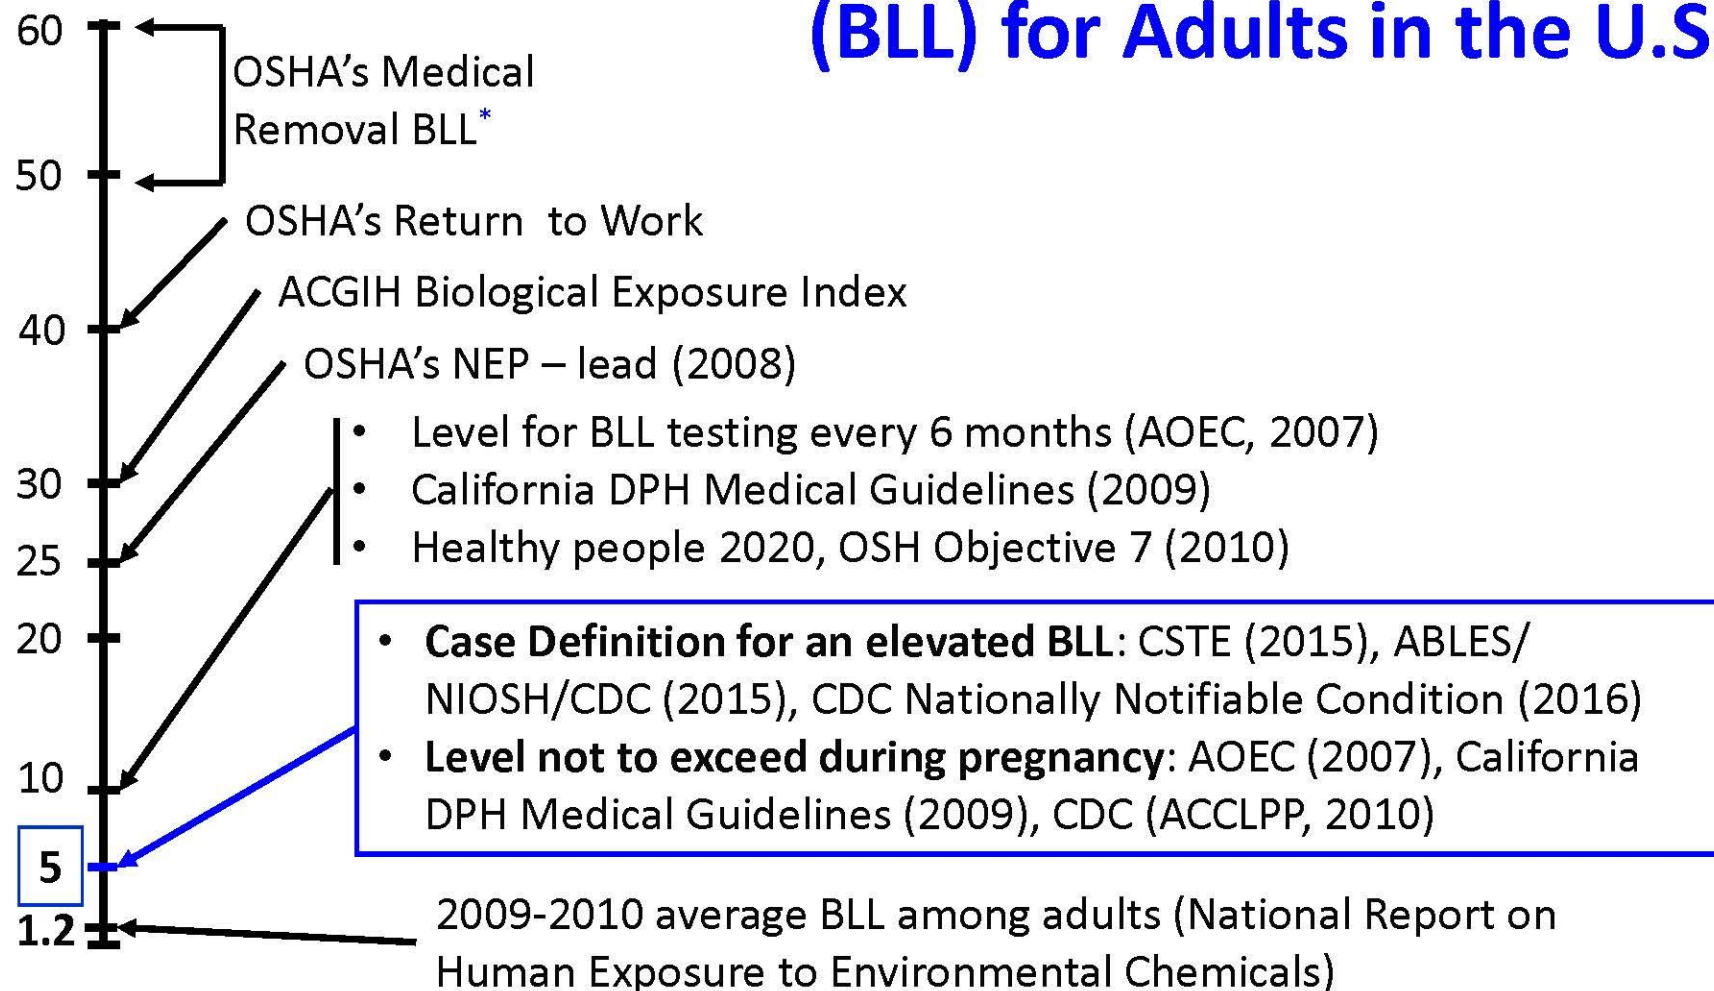 (BLL) for Adults in the U.S
60
OSHA's Medical
Removal BLL*
50
OSHA's Return  to Work
ACGIH Biological Exposure Index
40
OSHA's NEP – lead (2008)
• Level for BLL testing every 6 months (AOEC, 2007)
30
• California DPH Medical Guidelines (2009)
• Healthy people 2020, OSH Objective 7 (2010)
25
20
• Case Definition for an elevated BLL: CSTE (2015), ABLES/
NIOSH/CDC (2015), CDC Nationally Notifiable Condition (2016)
• Level not to exceed during pregnancy: AOEC (2007), California
10
DPH Medical Guidelines (2009), CDC (ACCLPP, 2010)
5
1.2
2009-2010 average BLL among adults (National Report on
Human Exposure to Environmental Chemicals)